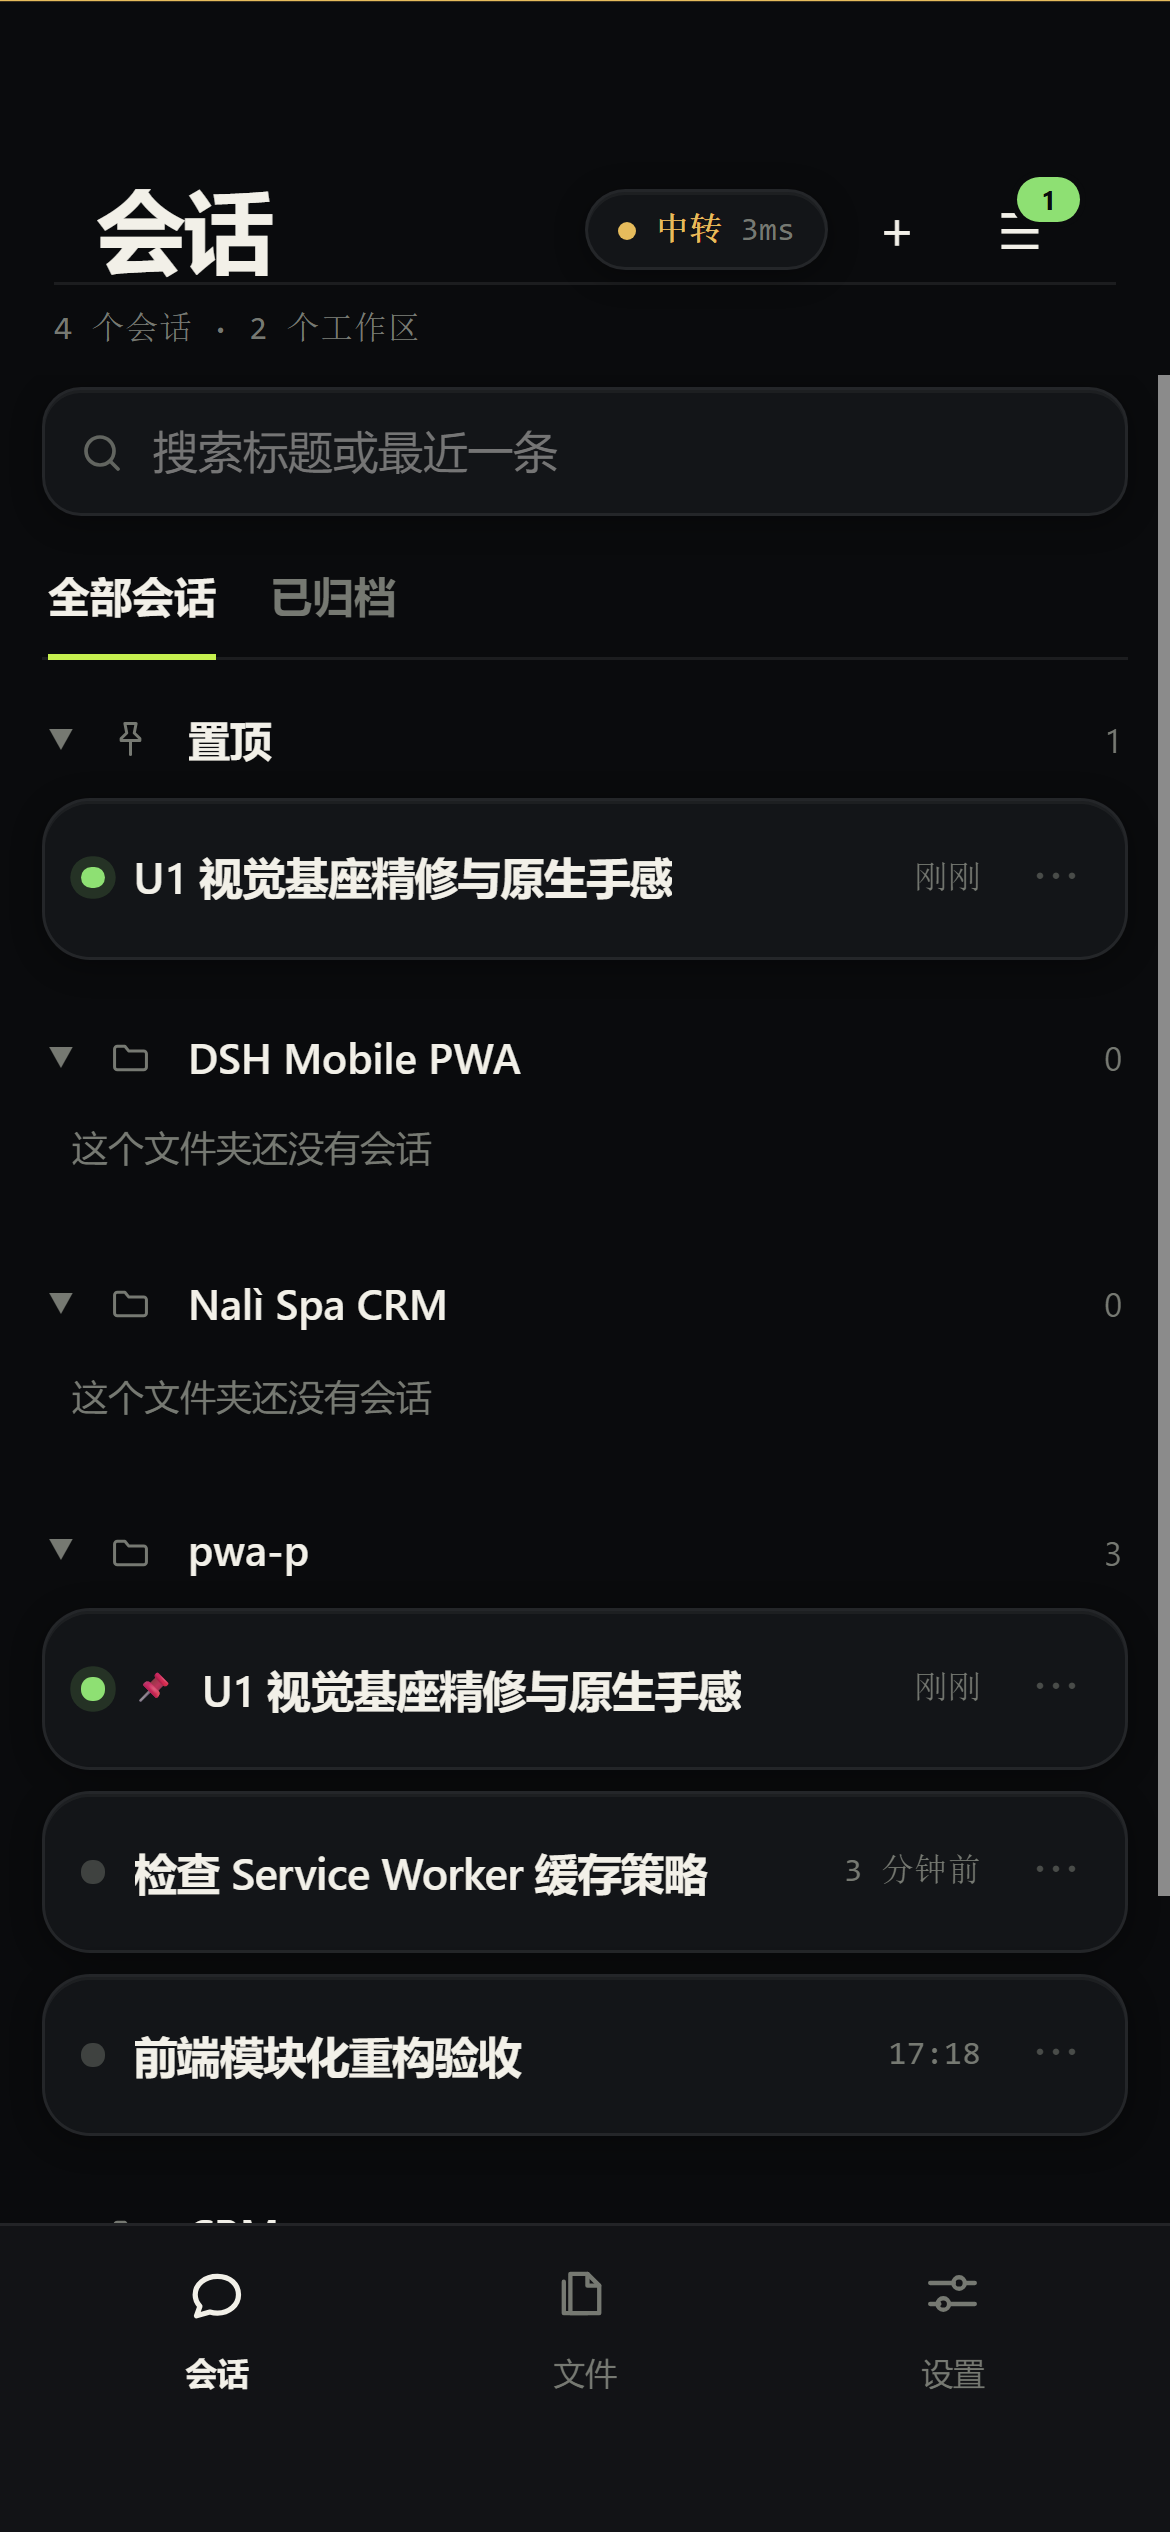 会话
中转 3ms
+
1
4 个会话 · 2 个工作区
搜索标题或最近一条
全部会话 已归档
置顶 1
U1 视觉基座精修与原生手感 刚刚 ···
DSH Mobile PWA 0
这个文件夹还没有会话
Nalì Spa CRM 0
这个文件夹还没有会话
pwa-p 3
U1 视觉基座精修与原生手感 刚刚 ···
检查 Service Worker 缓存策略 3 分钟前 ···
前端模块化重构验收 17:18 ···
会话 文件 设置